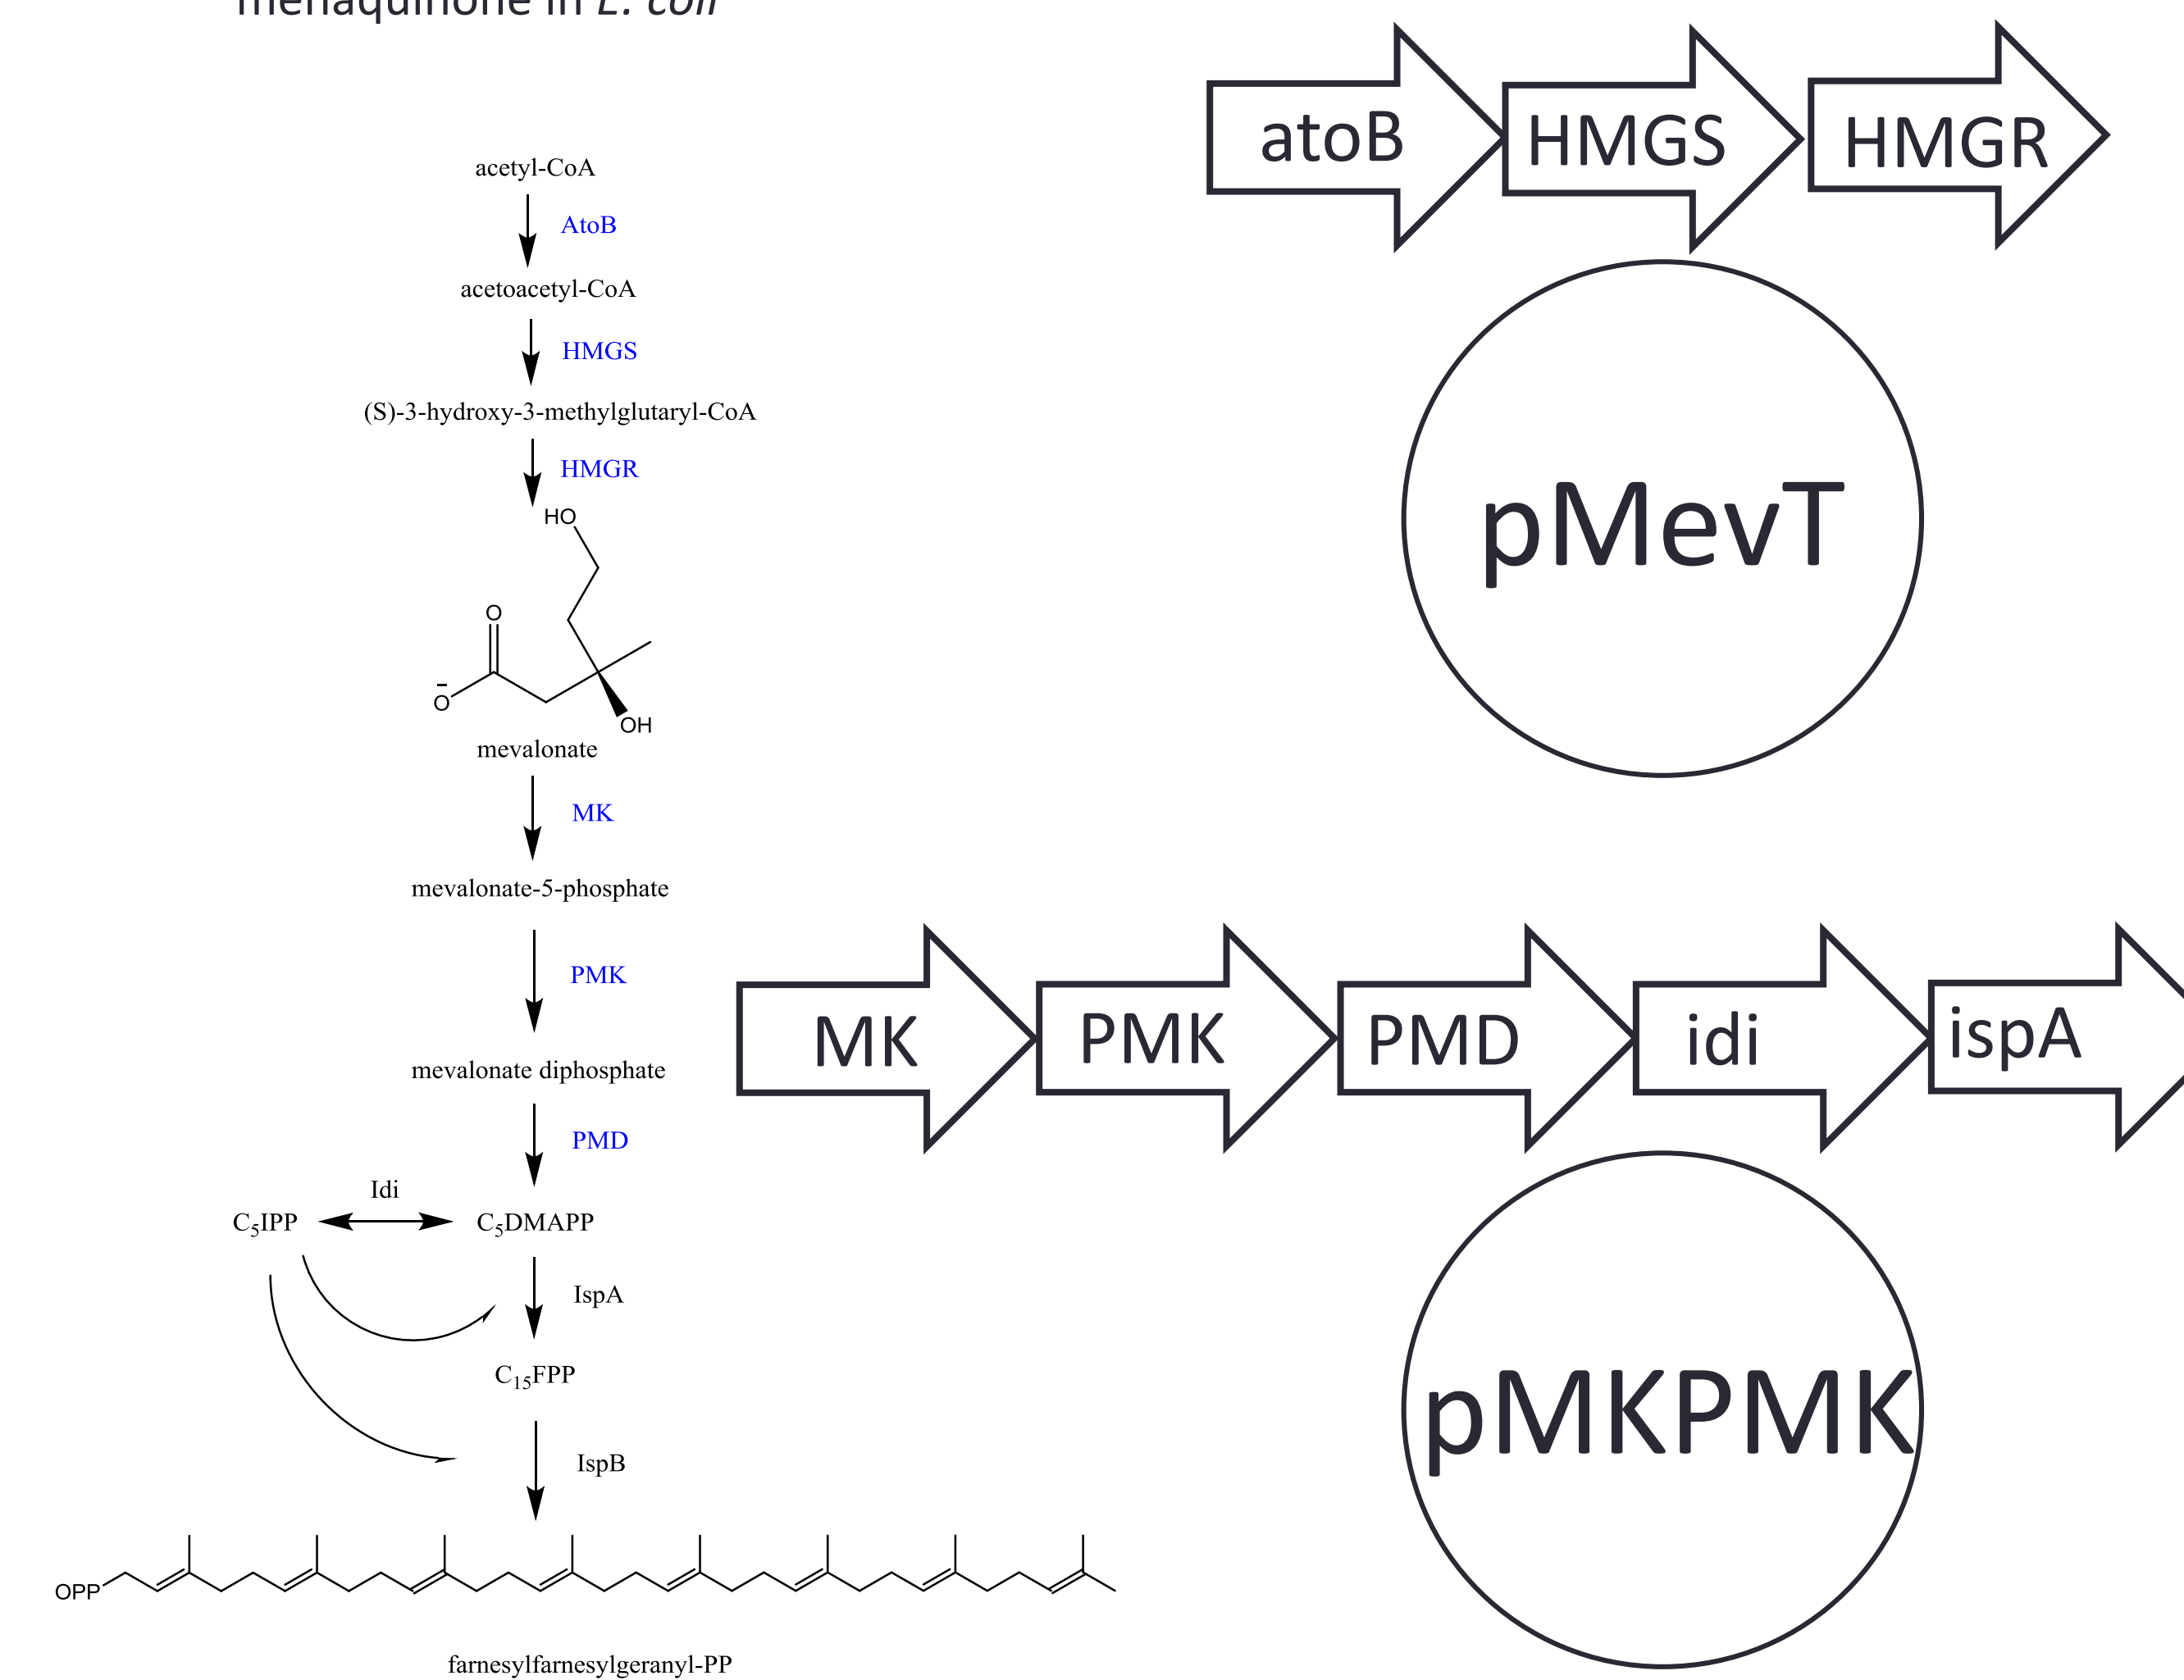 menaquinone in E. coli
acetyl-CoA
AtoB
acetoacetyl-CoA
HMGS
(S)-3-hydroxy-3-methylglutaryl-CoA
HMGR
HO
O
O
OH
mevalonate
MK
mevalonate-5-phosphate
PMK
mevalonate diphosphate
PMD
Idi
C5IPP
C5DMAPP
IspA
C15FPP
IspB
OPP
farnesylfarnesylgeranyl-PP
atoB HMGS HMGR
pMevT
MK PMK PMD idi ispA
pMKPMK